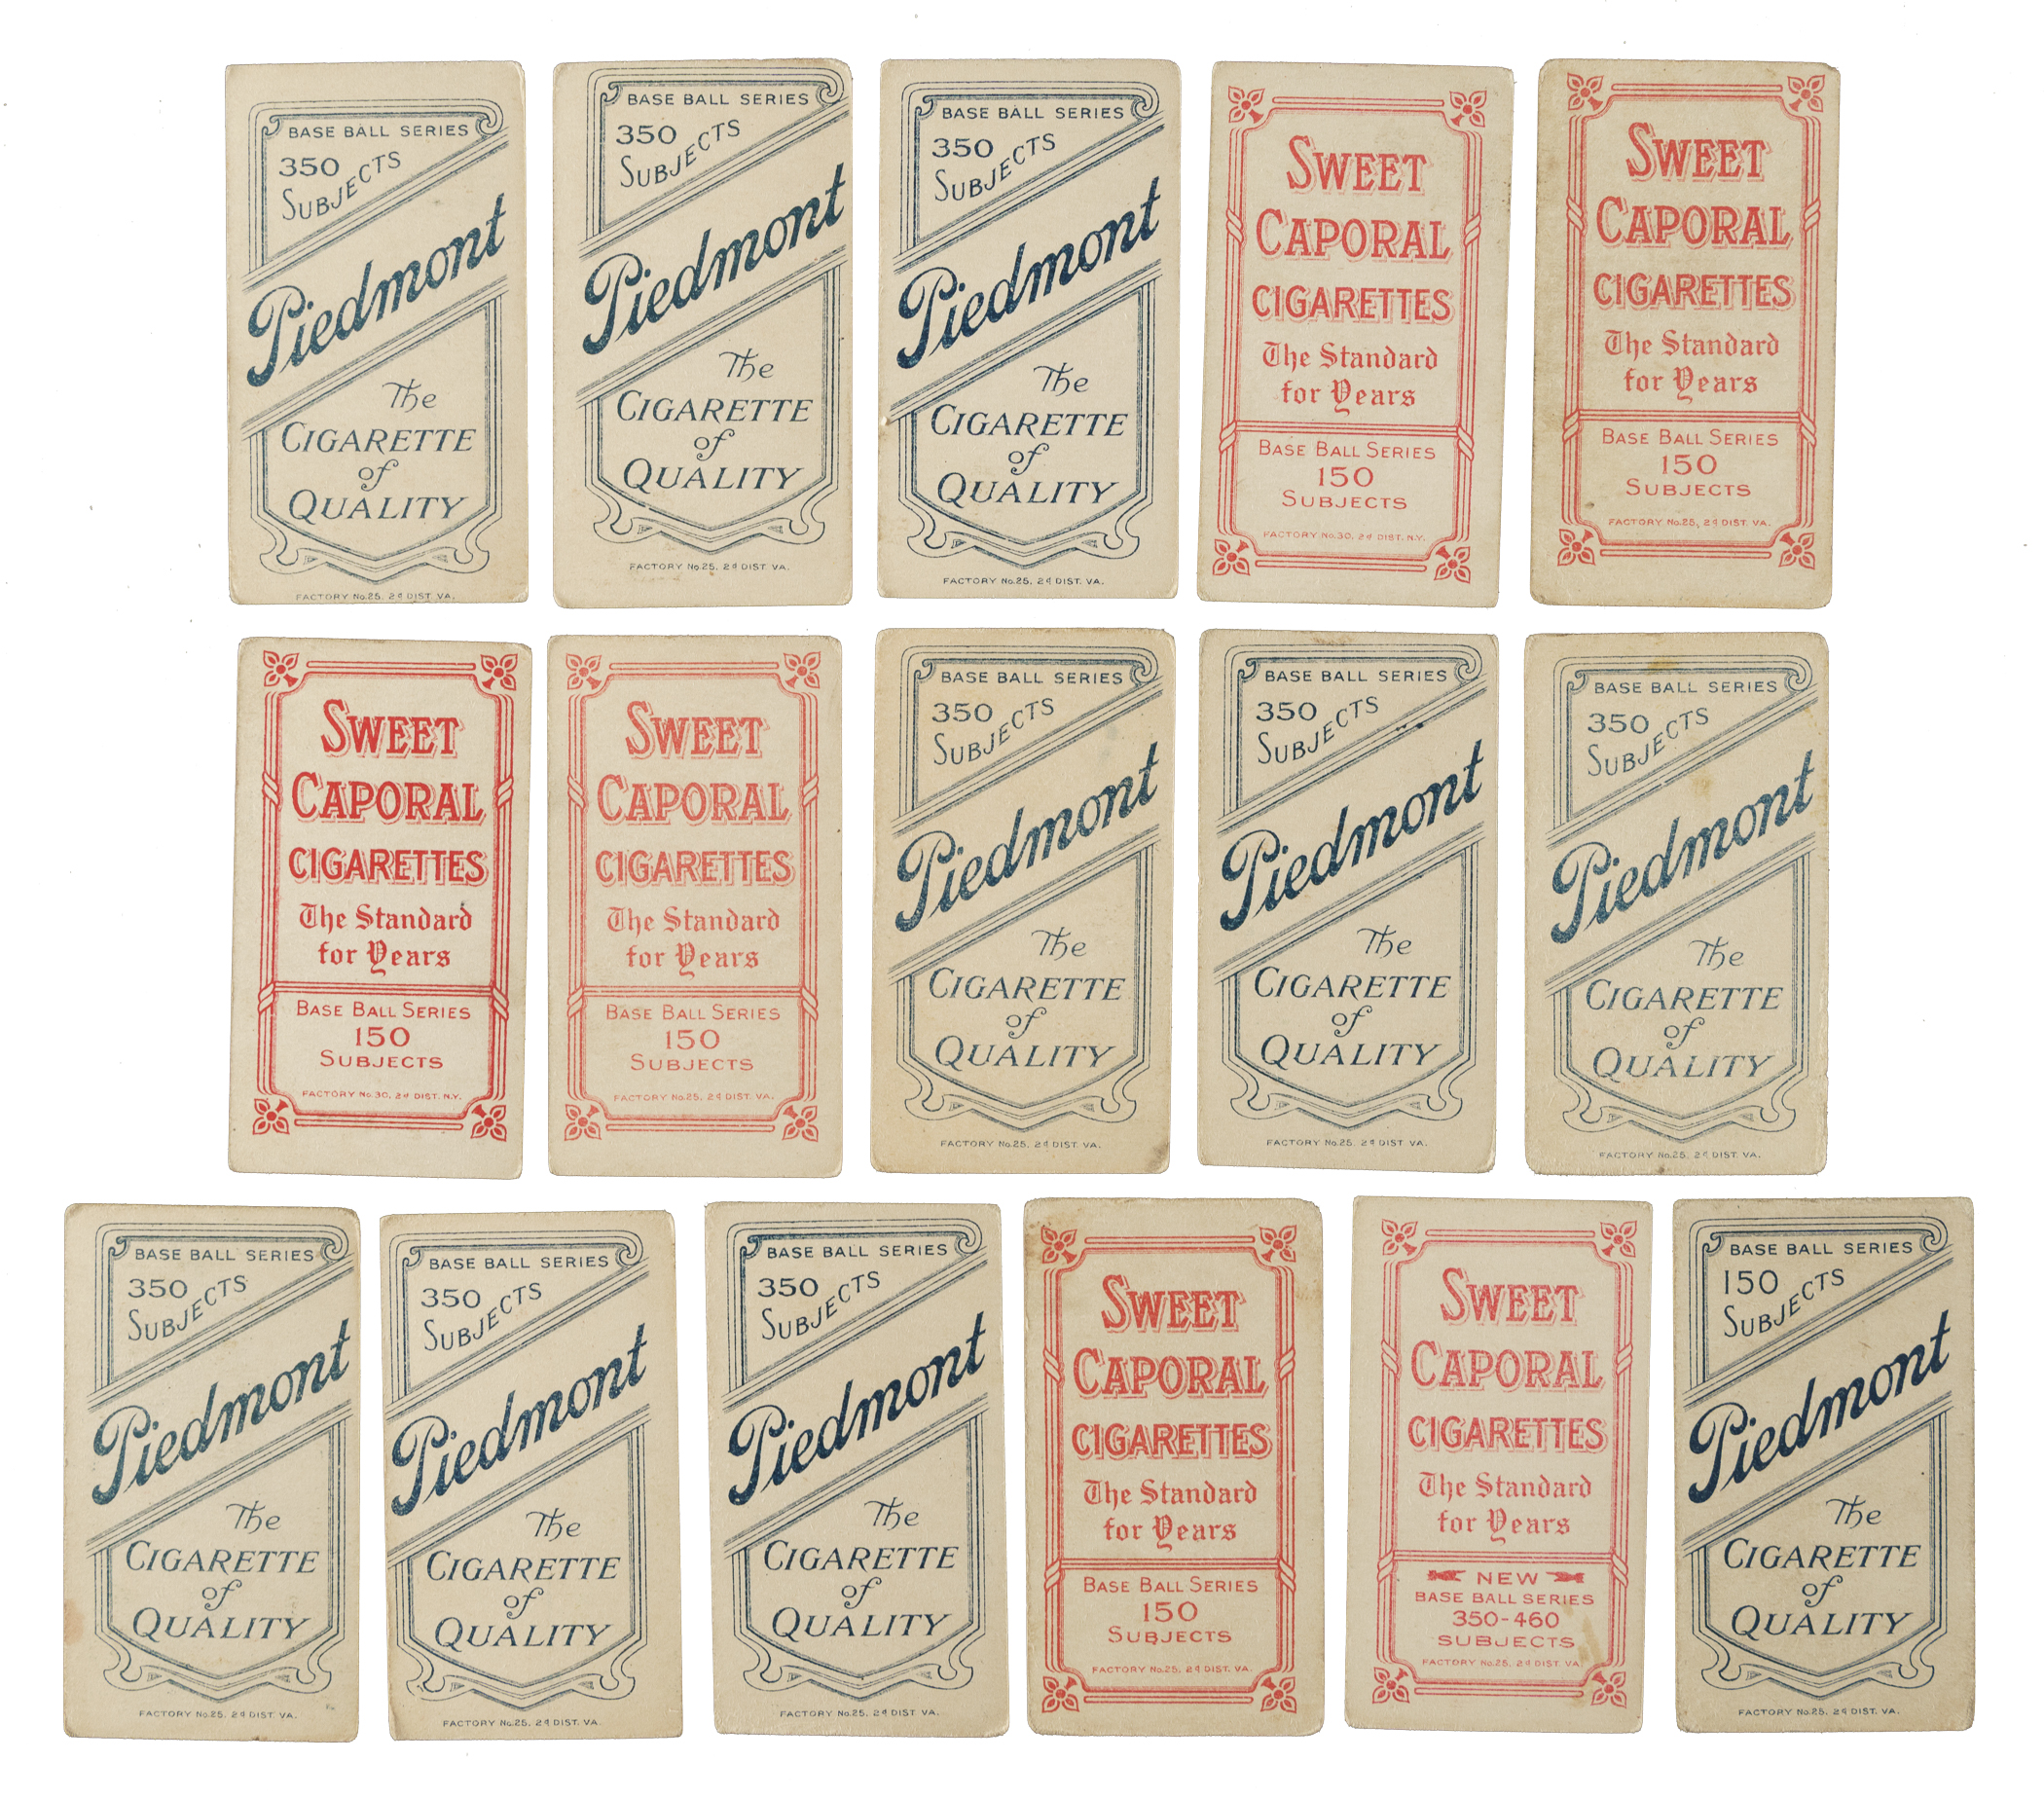 BASE BALL SERIES
350
SUBJECTS
Piedmont
The
CIGARETTE
of
QUALITY
FACTORY No.25, 2d DIST. VA.
BASE BALL SERIES
350
SUBJECTS
Piedmont
The
CIGARETTE
of
QUALITY
FACTORY No.25, 2d DIST. VA.
BASE BALL SERIES
350
SUBJECTS
Piedmont
The
CIGARETTE
of
QUALITY
FACTORY No.25, 2d DIST. VA.
SWEET
CAPORAL
CIGARETTES
The Standard
for Years
BASE BALL SERIES
150
SUBJECTS
FACTORY No.30, 2d DIST. N.Y.
SWEET
CAPORAL
CIGARETTES
The Standard
for Years
BASE BALL SERIES
150
SUBJECTS
FACTORY No.25, 2d DIST. VA.
SWEET
CAPORAL
CIGARETTES
The Standard
for Years
BASE BALL SERIES
150
SUBJECTS
FACTORY No.30, 2d DIST. N.Y.
SWEET
CAPORAL
CIGARETTES
The Standard
for Years
BASE BALL SERIES
150
SUBJECTS
FACTORY No.25, 2d DIST. VA.
BASE BALL SERIES
350
SUBJECTS
Piedmont
The
CIGARETTE
of
QUALITY
FACTORY No.25, 2d DIST. VA.
BASE BALL SERIES
350
SUBJECTS
Piedmont
The
CIGARETTE
of
QUALITY
FACTORY No.25, 2d DIST. VA.
BASE BALL SERIES
350
SUBJECTS
Piedmont
The
CIGARETTE
of
QUALITY
FACTORY No.25, 2d DIST. VA.
BASE BALL SERIES
350
SUBJECTS
Piedmont
The
CIGARETTE
of
QUALITY
FACTORY No.25, 2d DIST. VA.
BASE BALL SERIES
350
SUBJECTS
Piedmont
The
CIGARETTE
of
QUALITY
FACTORY No.25, 2d DIST. VA.
BASE BALL SERIES
350
SUBJECTS
Piedmont
The
CIGARETTE
of
QUALITY
FACTORY No.25, 2d DIST. VA.
SWEET
CAPORAL
CIGARETTES
The Standard
for Years
BASE BALL SERIES
150
SUBJECTS
FACTORY No.25, 2d DIST. VA.
SWEET
CAPORAL
CIGARETTES
The Standard
for Years
NEW
BASE BALL SERIES
350-460
SUBJECTS
FACTORY No.25, 2d DIST. VA.
BASE BALL SERIES
150
SUBJECTS
Piedmont
The
CIGARETTE
of
QUALITY
FACTORY No.25, 2d DIST. VA.